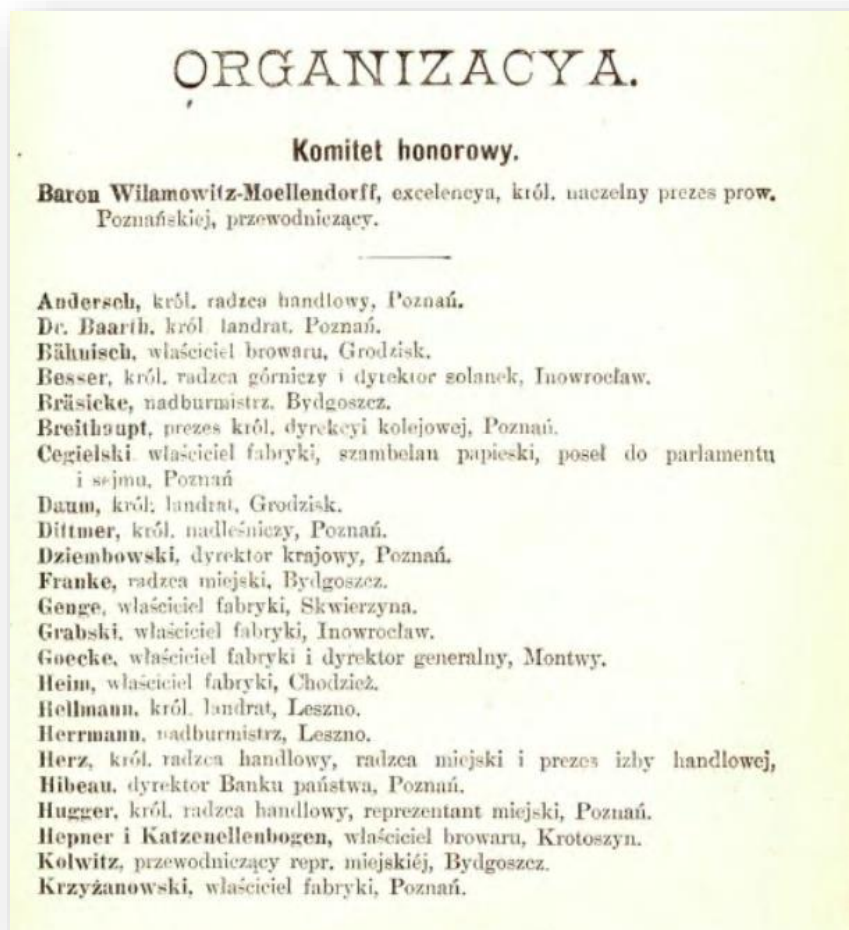 ORGANIZACYA.
Komitet honorowy.
Baron Wilamowitz-Moellendorff, excelencya, król. naczelny prezes prow.
Poznańskiej, przewodniczący.
Andersch, król. radzca handlowy, Poznań.
Dr. Baarth, król landrat, Poznań.
Bähnisch, właściciel browaru, Grodzisk.
Besser, król. radzca górniczy i dyrektor solanek, Inowrocław.
Bräsicke, nadburmistrz, Bydgoszcz.
Breithaupt, prezes król. dyrekcyi kolejowej, Poznań.
Cegielski właściciel fabryki, szambelan papieski, poseł do parlamentu
i sejmu, Poznań
Daum, król. landrat, Grodzisk.
Dittmer, król. nadleśniczy, Poznań.
Dziembowski, dyrektor krajowy, Poznań.
Franke, radzca miejski, Bydgoszcz.
Genge, właściciel fabryki, Skwierzyna.
Grabski, właściciel fabryki, Inowrocław.
Goecke, właściciel fabryki i dyrektor generalny, Montwy.
Heim, właściciel fabryki, Chodzież.
Hellmann, król. landrat, Leszno.
Herrmann, nadburmistrz, Leszno.
Herz, król. radzca handlowy, radzca miejski i prezes izby handlowej,
Hibeau, dyrektor Banku państwa, Poznań.
Hugger, król. radzca handlowy, reprezentant miejski, Poznań.
Hepner i Katzenellenbogen, właściciel browaru, Krotoszyn.
Kolwitz, przewodniczący repr. miejskiéj, Bydgoszcz.
Krzyżanowski, właściciel fabryki, Poznań.